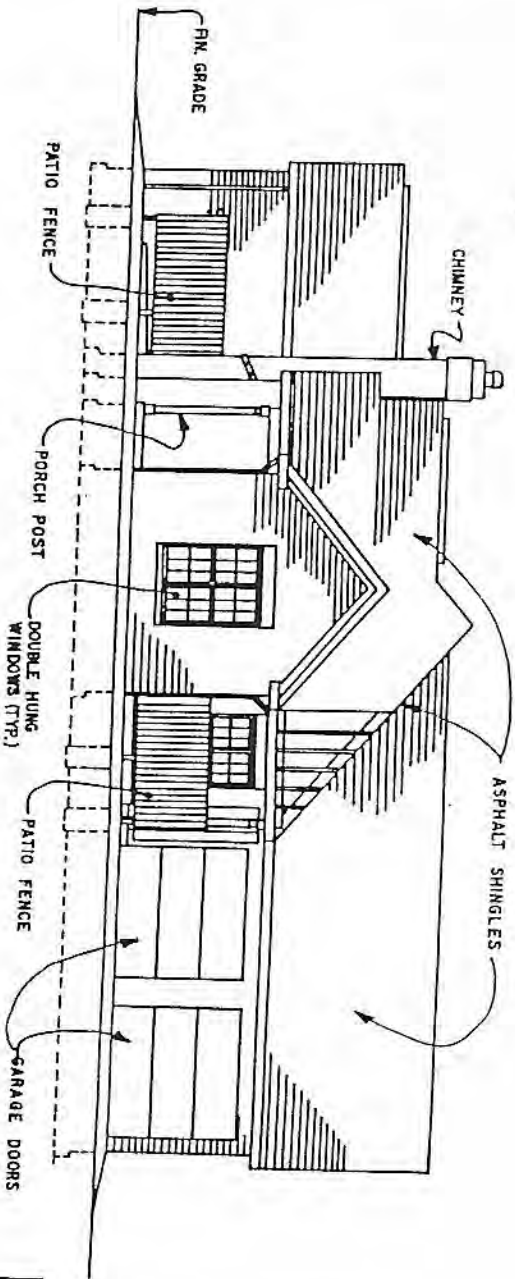 CHIMNEY
ASPHALT SHINGLES
FIN. GRADE
PATIO FENCE
PORCH POST
DOUBLE HUNG
WINDOWS (TYP.)
PATIO FENCE
GARAGE DOORS